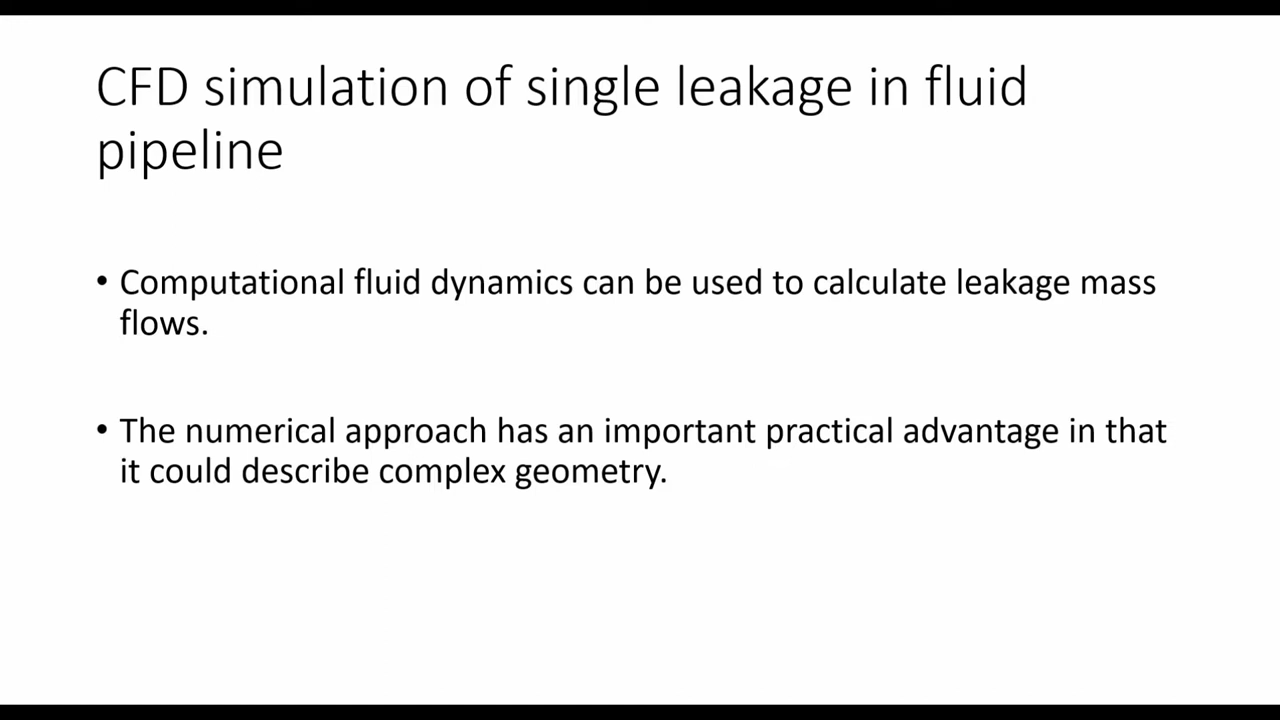 CFD simulation of single leakage in fluid
pipeline
• Computational fluid dynamics can be used to calculate leakage mass
flows.
• The numerical approach has an important practical advantage in that
it could describe complex geometry.